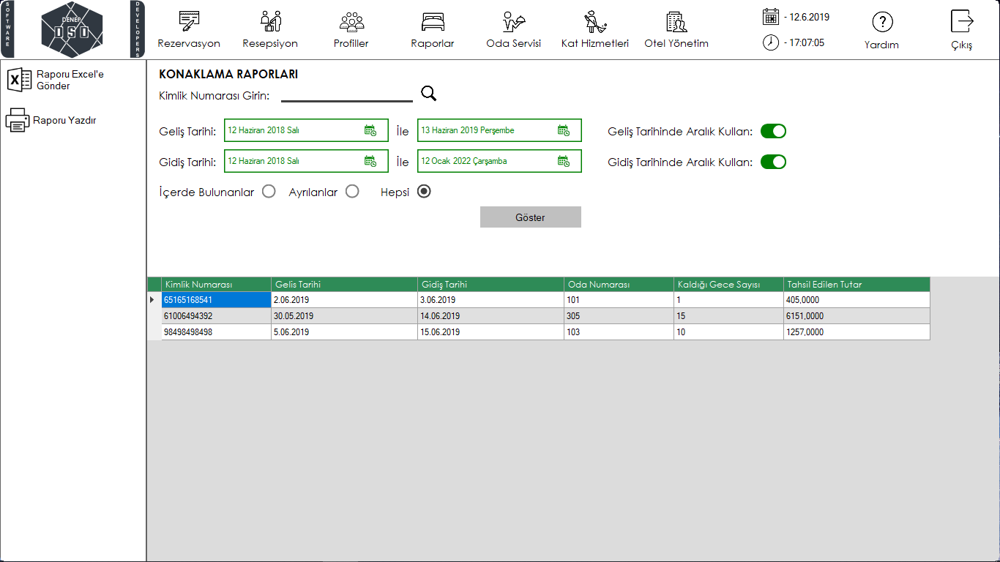 SOFTWARE
DENEP
DSD
DEVELOPERS
Rezervasyon
Resepsiyon
Profiller
Raporlar
Oda Servisi
Kat Hizmetleri
Otel Yönetim
- 12.6.2019
- 17:07:05
Yardım
Çıkış
Raporu Excel'e
Gönder
Raporu Yazdır
KONAKLAMA RAPORLARI
Kimlik Numarası Girin:
Geliş Tarihi: 12 Haziran 2018 Salı İle 13 Haziran 2019 Perşembe Geliş Tarihinde Aralık Kullan:
Gidiş Tarihi: 12 Haziran 2018 Salı İle 12 Ocak 2022 Çarşamba Gidiş Tarihinde Aralık Kullan:
İçerde Bulunanlar Ayrılanlar Hepsi
Göster
Kimlik Numarası Gelis Tarihi Gidiş Tarihi Oda Numarası Kaldığı Gece Sayısı Tahsil Edilen Tutar
65165168541 2.06.2019 3.06.2019 101 1 405,0000
61006494392 30.05.2019 14.06.2019 305 15 6151,0000
98498498498 5.06.2019 15.06.2019 103 10 1257,0000